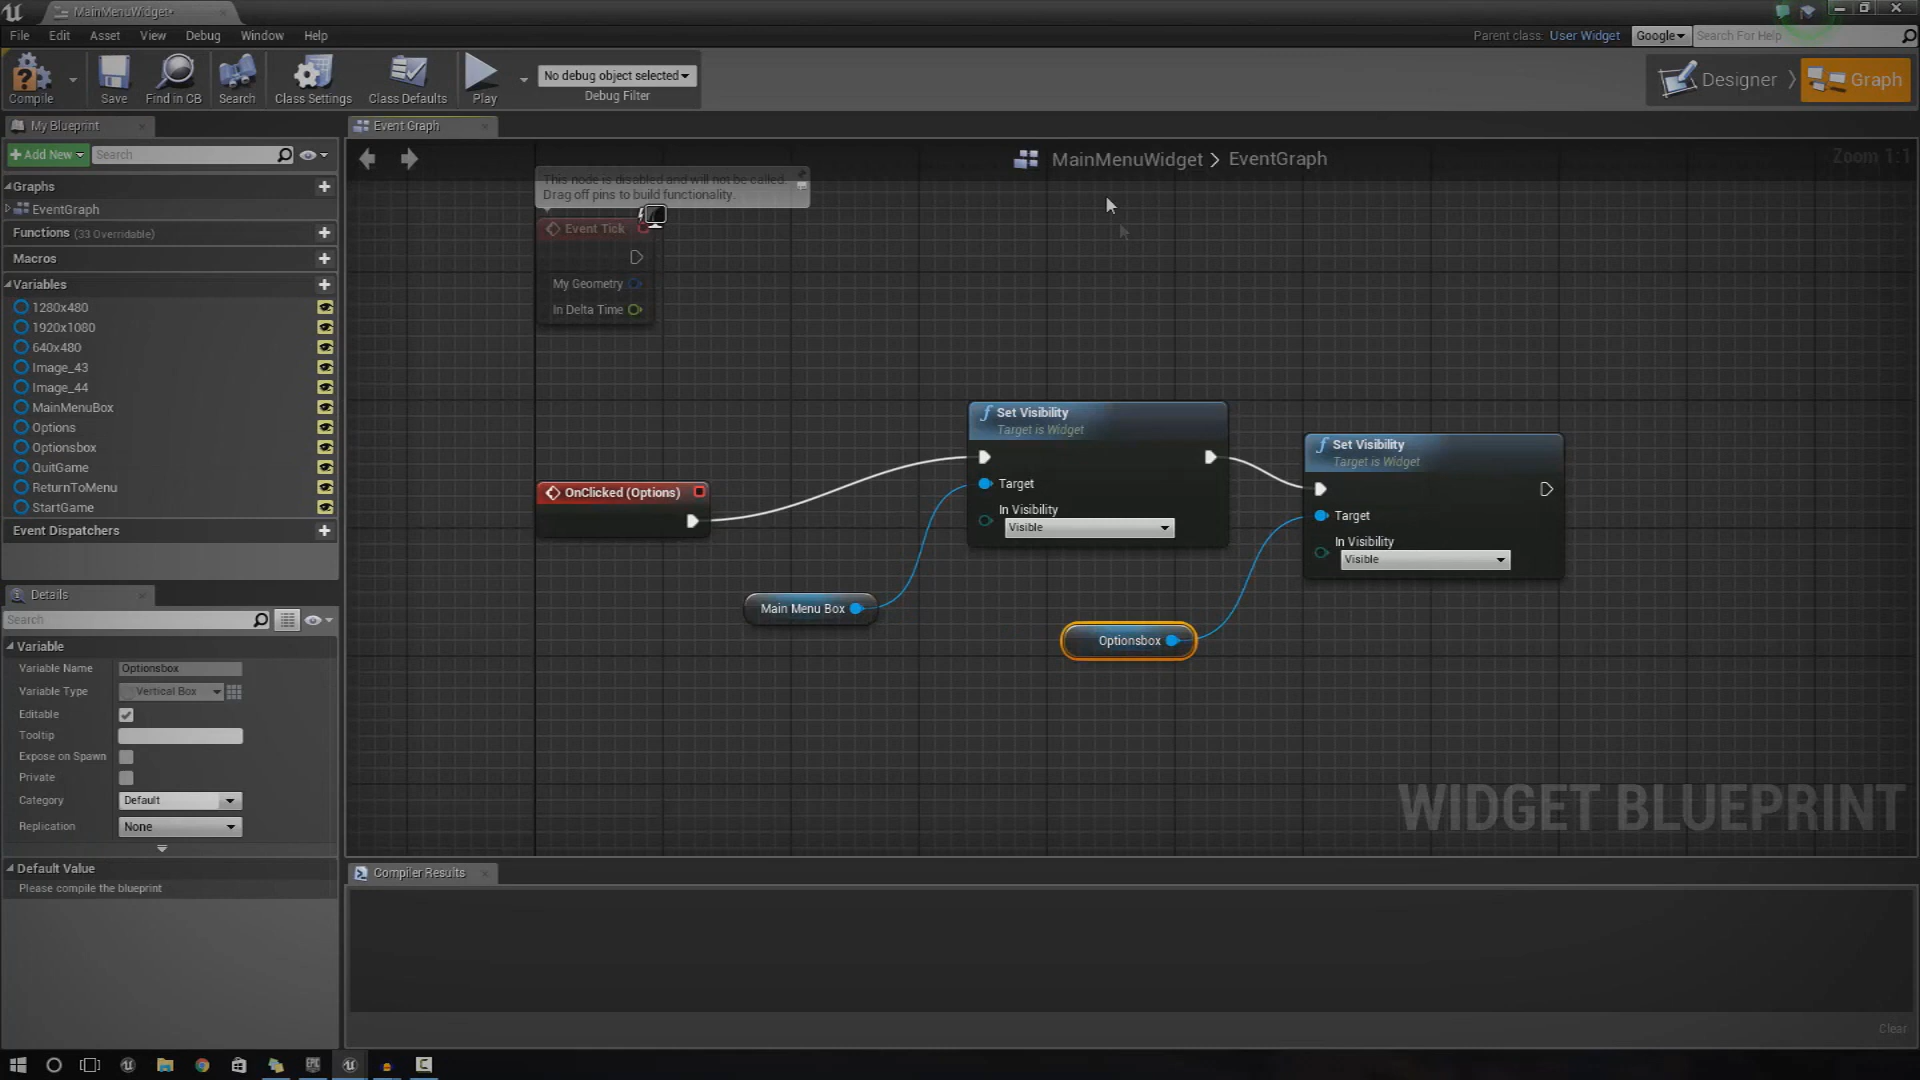 MainMenuWidget*
File Edit Asset View Debug Window Help
Parent class: User Widget Google Search For Help
Compile Save Find in CB Search Class Settings Class Defaults Play
No debug object selected
Debug Filter
Designer Graph
My Blueprint
Event Graph
Add New Search
MainMenuWidget > EventGraph
Zoom 1:1
Graphs
EventGraph
Functions (33 Overridable)
Macros
Variables
1280x480
1920x1080
640x480
Image_43
Image_44
MainMenuBox
Options
Optionsbox
QuitGame
ReturnToMenu
StartGame
Event Dispatchers
This node is disabled and will not be called.
Drag off pins to build functionality.
Event Tick
My Geometry
In Delta Time
OnClicked (Options)
Main Menu Box
Set Visibility
Target is Widget
Target
In Visibility
Visible
Optionsbox
Set Visibility
Target is Widget
Target
In Visibility
Visible
WIDGET BLUEPRINT
Details
Search
Variable
Variable Name Optionsbox
Variable Type Vertical Box
Editable
Tooltip
Expose on Spawn
Private
Category Default
Replication None
Default Value
Please compile the blueprint
Compiler Results
Clear